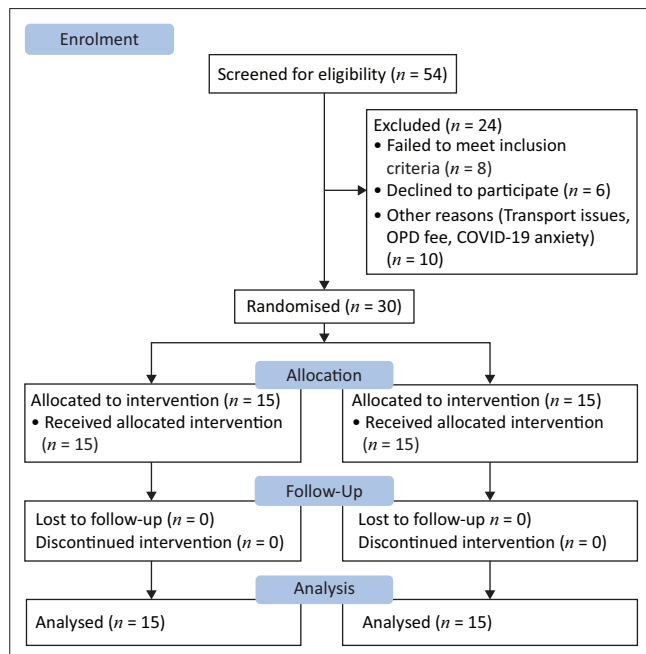 Enrolment
Screened for eligibility (n = 54)
Excluded (n = 24)
• Failed to meet inclusion
criteria (n = 8)
• Declined to participate (n = 6)
• Other reasons (Transport issues,
OPD fee, COVID-19 anxiety)
(n = 10)
Randomised (n = 30)
Allocation
Allocated to intervention (n = 15)
• Received allocated intervention
(n = 15)
Allocated to intervention (n = 15)
• Received allocated intervention
(n = 15)
Follow-Up
Lost to follow-up (n = 0)
Discontinued intervention (n = 0)
Lost to follow-up n = 0)
Discontinued intervention (n = 0)
Analysis
Analysed (n = 15)
Analysed (n = 15)